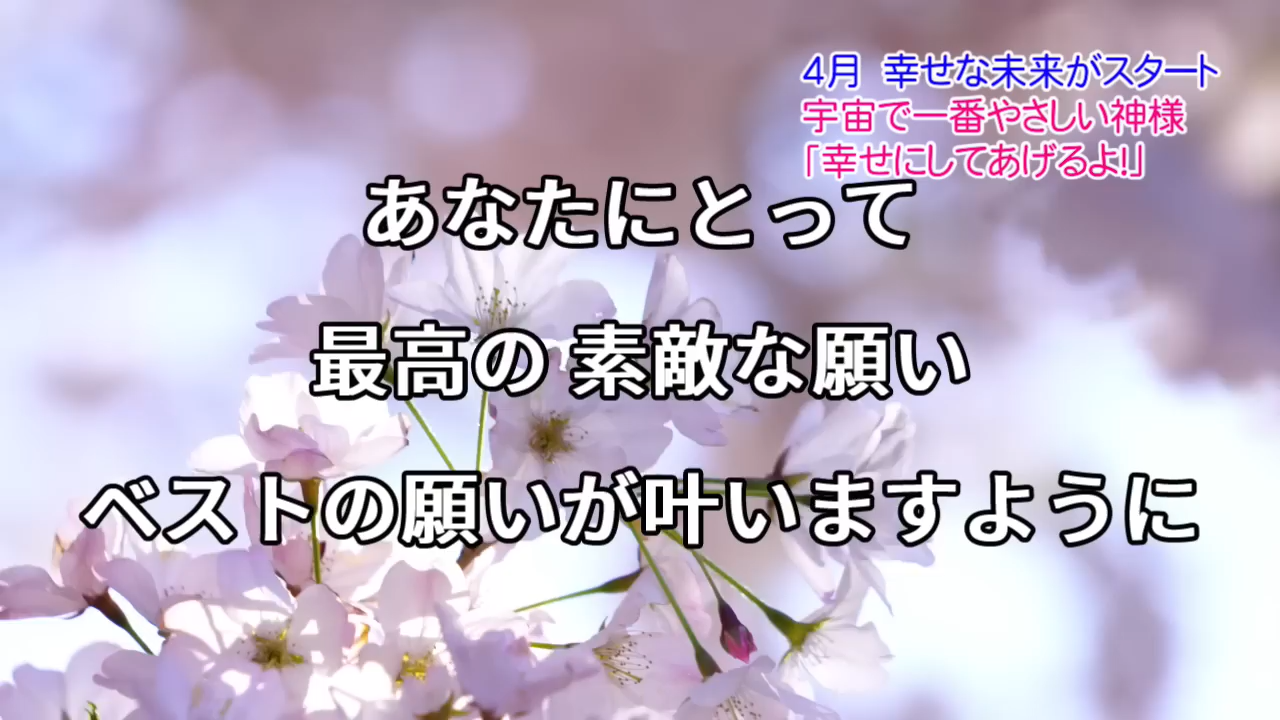 4月 幸せな未来がスタート
宇宙で一番やさしい神様
「幸せにしてあげるよ!」
あなたにとって
最高の 素敵な願い
ベストの願いが叶いますように